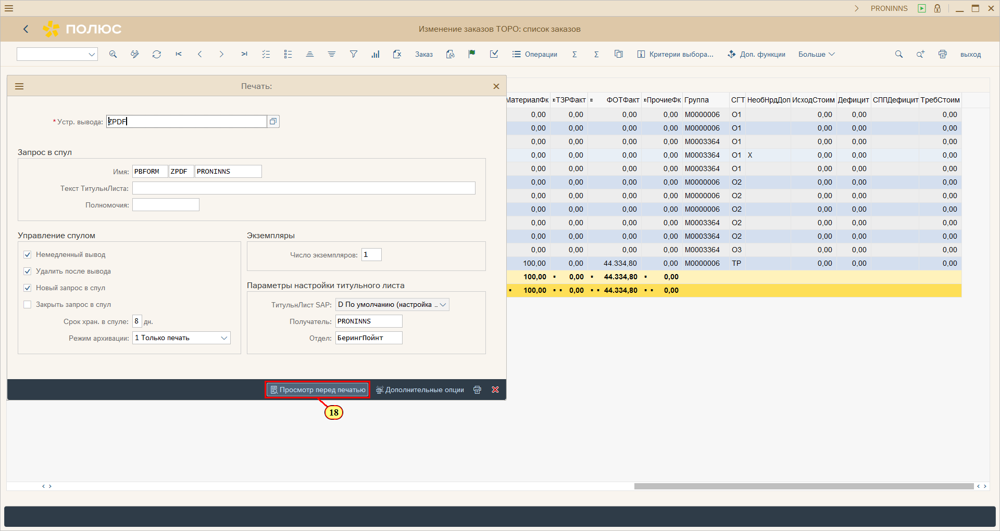 PRONINNS
ПОЛЮС
Изменение заказов ТОРО: список заказов
Заказ
Операции
Критерии выбора...
Доп. функции
Больше
выход
Печать:
* Устр. вывода: ZPDF
Запрос в спул
Имя: PBFORM ZPDF PRONINNS
Текст ТитульнЛиста:
Полномочия:
Управление спулом
Немедленный вывод
Удалить после вывода
Новый запрос в спул
Закрыть запрос в спул
Срок хран. в спуле: 8 дн.
Режим архивации: 1 Только печать
Экземпляры
Число экземпляров: 1
Параметры настройки титульного листа
ТитульнЛист SAP: D По умолчанию (настройка ...
Получатель: PRONINNS
Отдел: БерингПойнт
Просмотр перед печатью
Дополнительные опции
18
МатериалФк ТЗРФакт ФОТФакт ПрочиеФк Группа СГТ НеобНрдДоп ИсходСтоим Дефицит СППДефицит ТребСтоим
0,00 0,00 0,00 0,00 M0000006 О1 0,00 0,00 0,00
0,00 0,00 0,00 0,00 M0000006 О1 0,00 0,00 0,00
0,00 0,00 0,00 0,00 M0003364 О1 0,00 0,00 0,00
0,00 0,00 0,00 0,00 M0003364 О1 X 0,00 0,00 0,00
0,00 0,00 0,00 0,00 M0003364 О1 0,00 0,00 0,00
0,00 0,00 0,00 0,00 M0000006 О2 0,00 0,00 0,00
0,00 0,00 0,00 0,00 M0000006 О2 0,00 0,00 0,00
0,00 0,00 0,00 0,00 M0000006 О2 0,00 0,00 0,00
0,00 0,00 0,00 0,00 M0003364 О2 0,00 0,00 0,00
0,00 0,00 0,00 0,00 M0003364 О2 0,00 0,00 0,00
0,00 0,00 0,00 0,00 M0003364 О3 0,00 0,00 0,00
100,00 0,00 44.334,80 0,00 M0000006 ТР 0,00 0,00 0,00
100,00 ▪ 0,00 ▪ 44.334,80 ▪ 0,00
▪ 100,00 ▪ ▪ 0,00 ▪ ▪ 44.334,80 ▪ ▪ 0,00